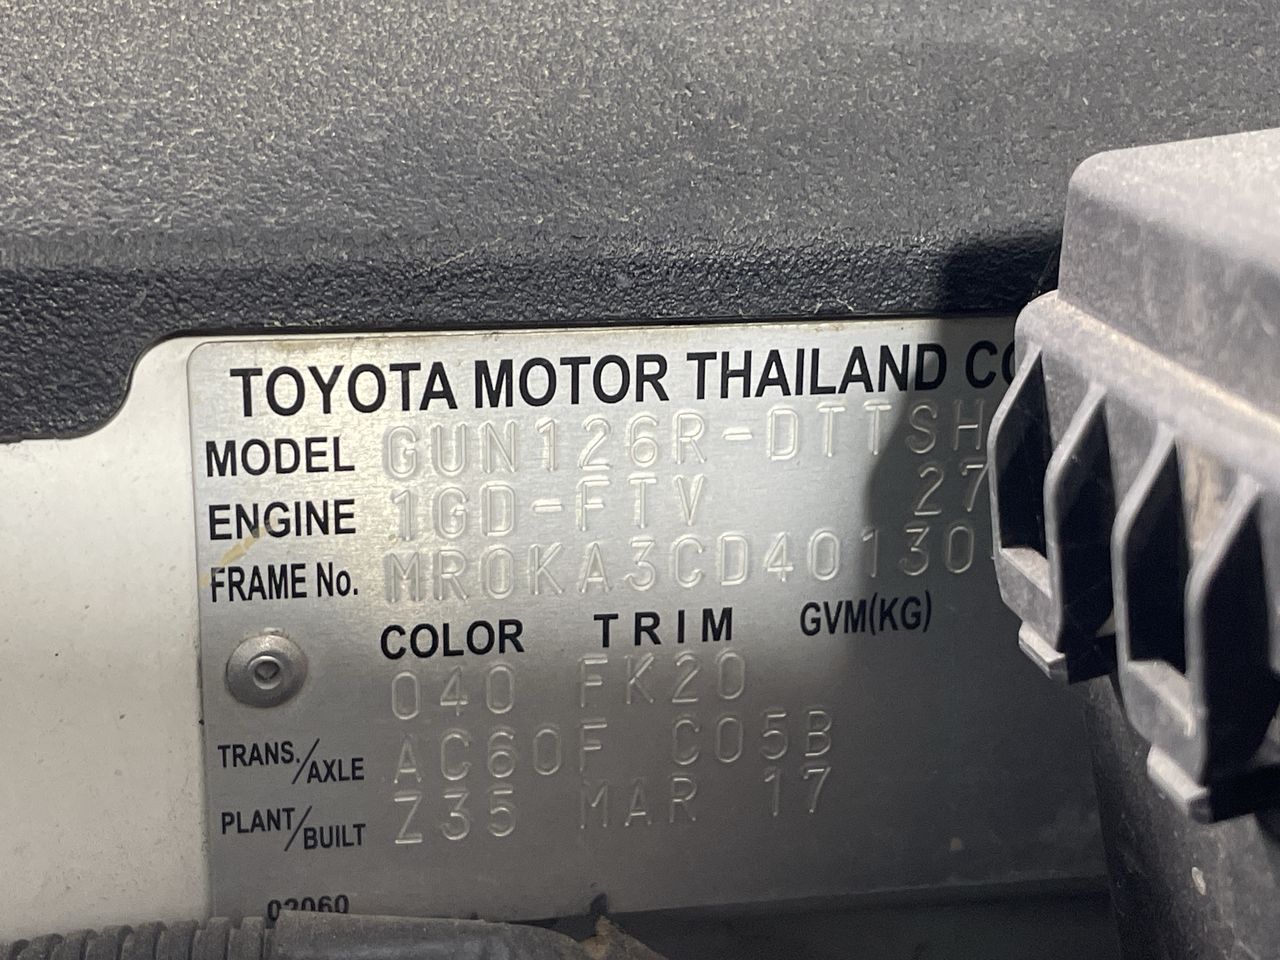 TOYOTA MOTOR THAILAND CO
MODEL GUN126R-DTTSH
ENGINE 1GD-FTV 27
FRAME No. MR0KA3CD40130
COLOR TRIM GVM(KG)
040 FK20
TRANS./AXLE AC60F C05B
PLANT/BUILT Z35 MAR 17
02060